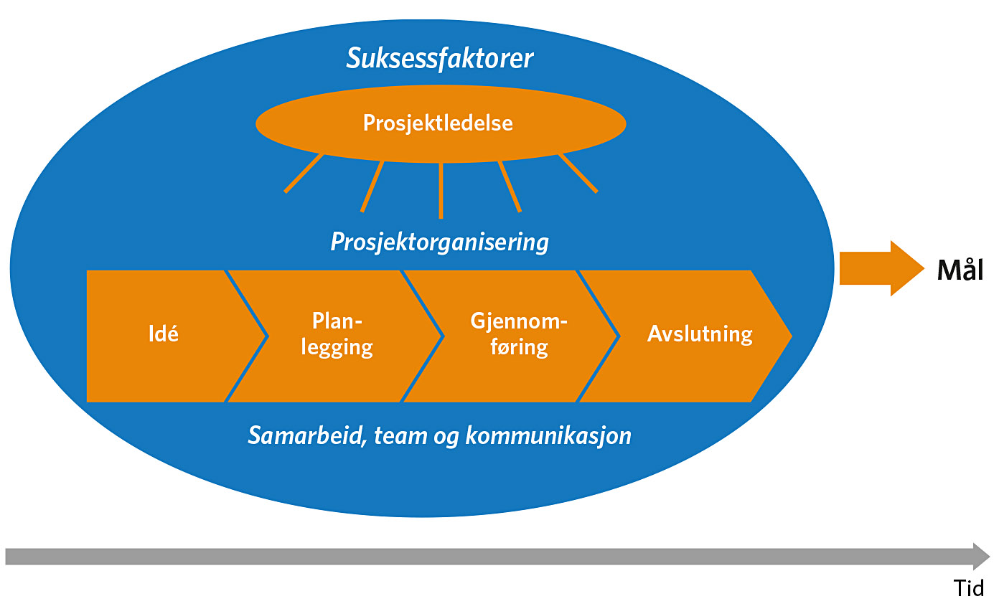 Suksessfaktorer
Prosjektledelse
Prosjektorganisering
Idé
Plan-
legging
Gjennom-
føring
Avslutning
Samarbeid, team og kommunikasjon
Mål
Tid